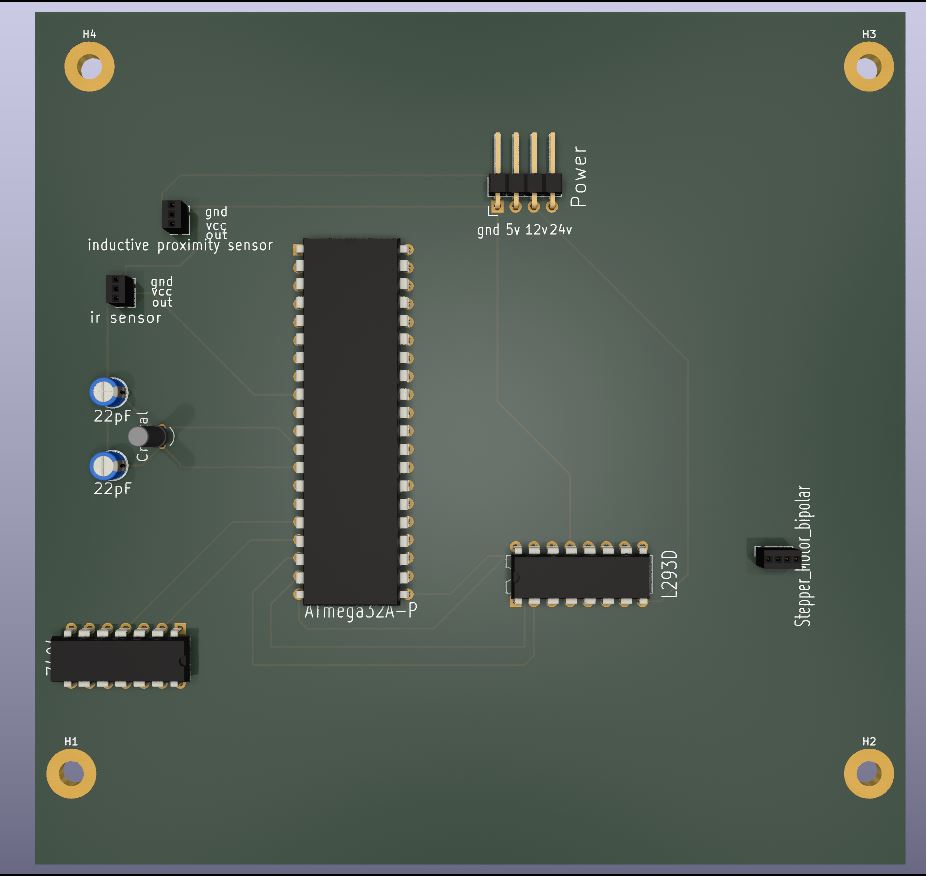 H4
H3
Power
gnd
vcc
out
gnd 5v 12v24v
inductive proximity sensor
gnd
vcc
out
ir sensor
22pF
22pF
Stepper_Motor_bipolar
L293D
ATmega32A-P
H1
H2